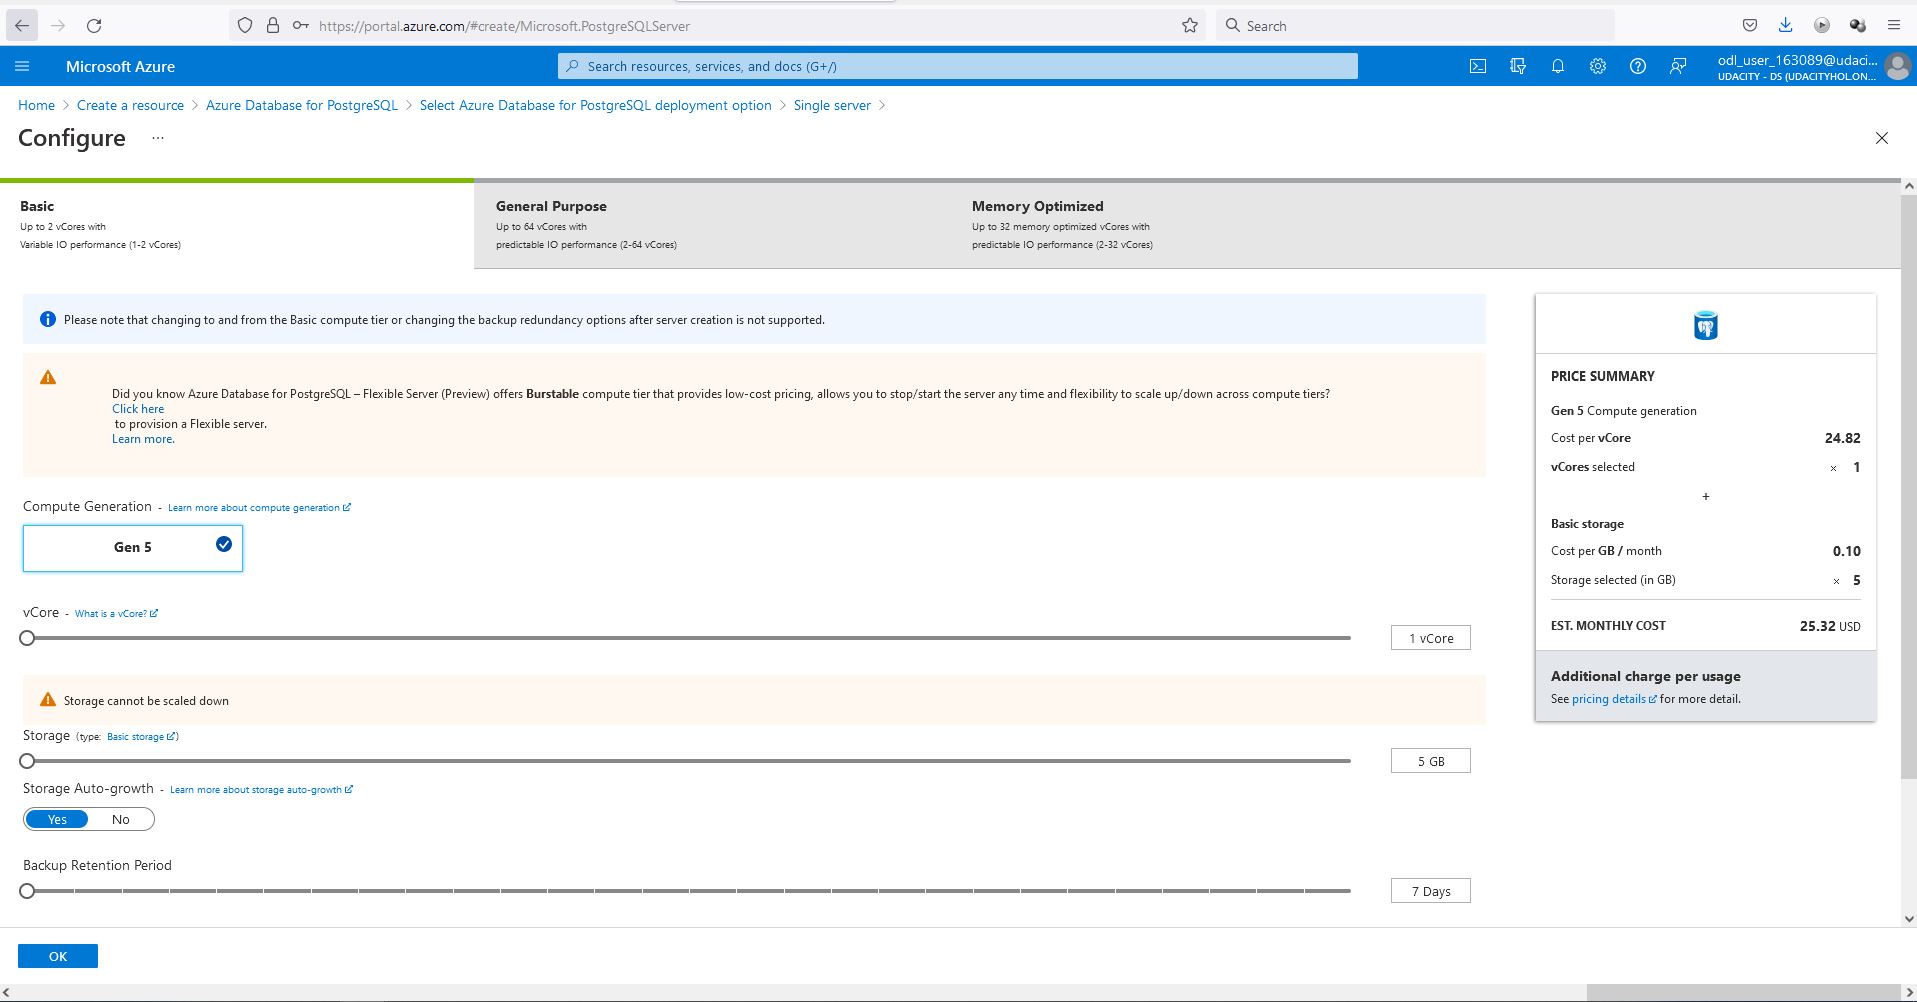 https://portal.azure.com/#create/Microsoft.PostgreSQLServer
Search
Microsoft Azure
Search resources, services, and docs (G+/)
odl_user_163089@udaci...
UDACITY - DS (UDACITYHOL.ON...
Home > Create a resource > Azure Database for PostgreSQL > Select Azure Database for PostgreSQL deployment option > Single server >
Configure ...
Basic
Up to 2 vCores with
Variable IO performance (1-2 vCores)
General Purpose
Up to 64 vCores with
predictable IO performance (2-64 vCores)
Memory Optimized
Up to 32 memory optimized vCores with
predictable IO performance (2-32 vCores)
Please note that changing to and from the Basic compute tier or changing the backup redundancy options after server creation is not supported.
Did you know Azure Database for PostgreSQL – Flexible Server (Preview) offers Burstable compute tier that provides low-cost pricing, allows you to stop/start the server any time and flexibility to scale up/down across compute tiers?
Click here
to provision a Flexible server.
Learn more.
Compute Generation - Learn more about compute generation
Gen 5
vCore - What is a vCore?
1 vCore
Storage cannot be scaled down
Storage (type: Basic storage)
5 GB
Storage Auto-growth - Learn more about storage auto-growth
Yes No
Backup Retention Period
7 Days
OK
PRICE SUMMARY
Gen 5 Compute generation
Cost per vCore 24.82
vCores selected × 1
+
Basic storage
Cost per GB / month 0.10
Storage selected (in GB) × 5
EST. MONTHLY COST 25.32 USD
Additional charge per usage
See pricing details for more detail.